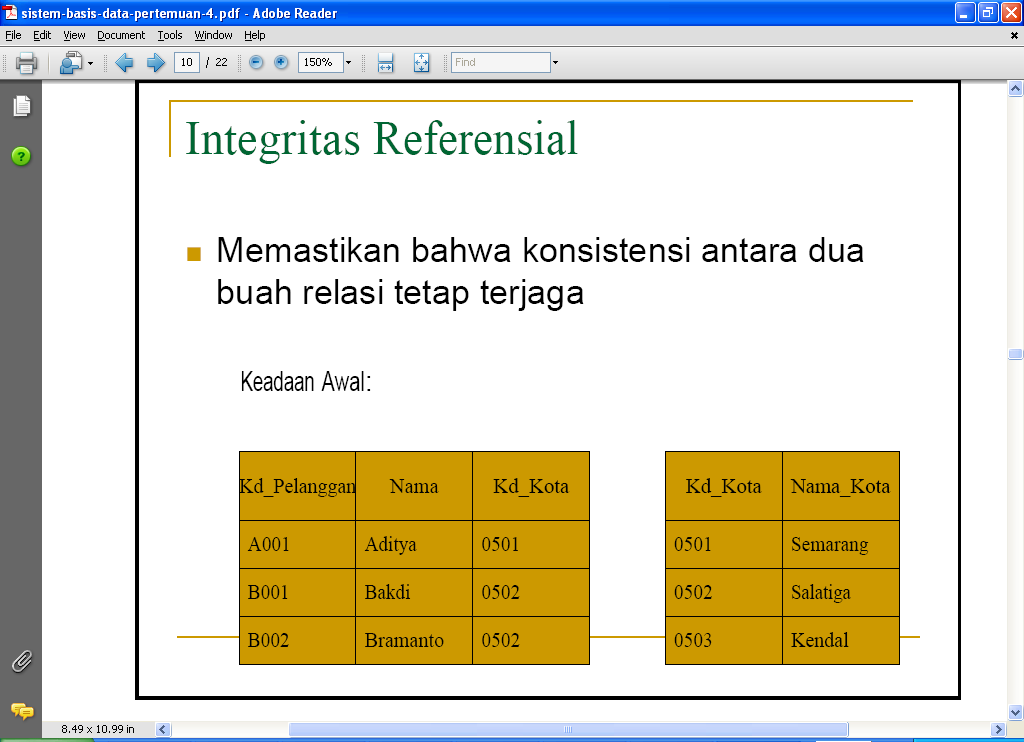 sistem-basis-data-pertemuan-4.pdf - Adobe Reader
File Edit View Document Tools Window Help
10 / 22 150% Find
Integritas Referensial
Memastikan bahwa konsistensi antara dua
buah relasi tetap terjaga
Keadaan Awal:
Kd_Pelanggan Nama Kd_Kota Kd_Kota Nama_Kota
A001 Aditya 0501 0501 Semarang
B001 Bakdi 0502 0502 Salatiga
B002 Bramanto 0502 0503 Kendal
8.49 x 10.99 in